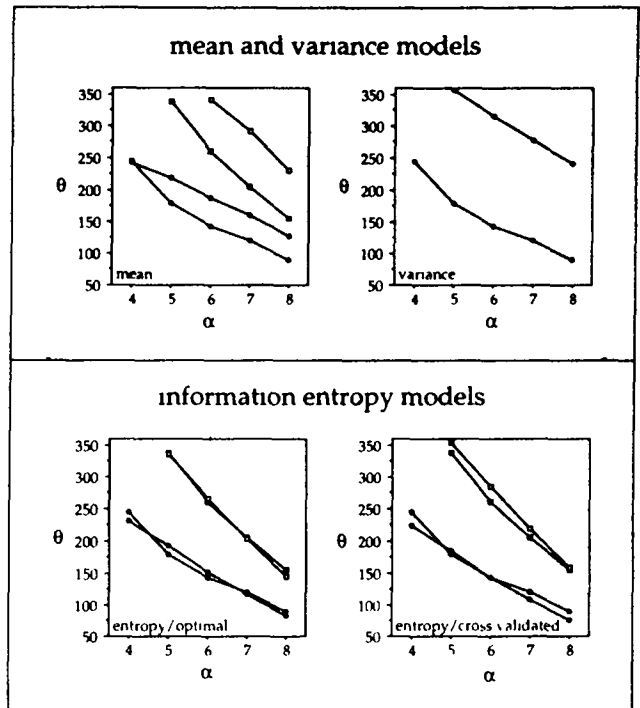 mean and variance models
350
300
250
θ
200
150
100
50
mean
4 5 6 7 8
α
350
300
250
θ
200
150
100
50
variance
4 5 6 7 8
α
information entropy models
350
300
250
θ
200
150
100
50
entropy/optimal
4 5 6 7 8
α
350
300
250
θ
200
150
100
50
entropy/cross validated
4 5 6 7 8
α